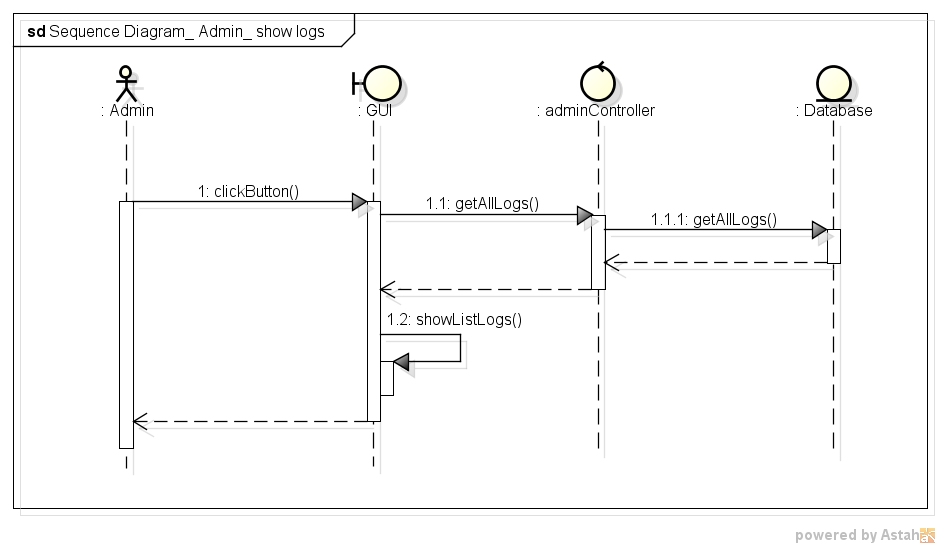 sd Sequence Diagram_ Admin_ show logs
: Admin
: GUI
: adminController
: Database
1: clickButton()
1.1: getAllLogs()
1.1.1: getAllLogs()
1.2: showListLogs()
powered by Astah